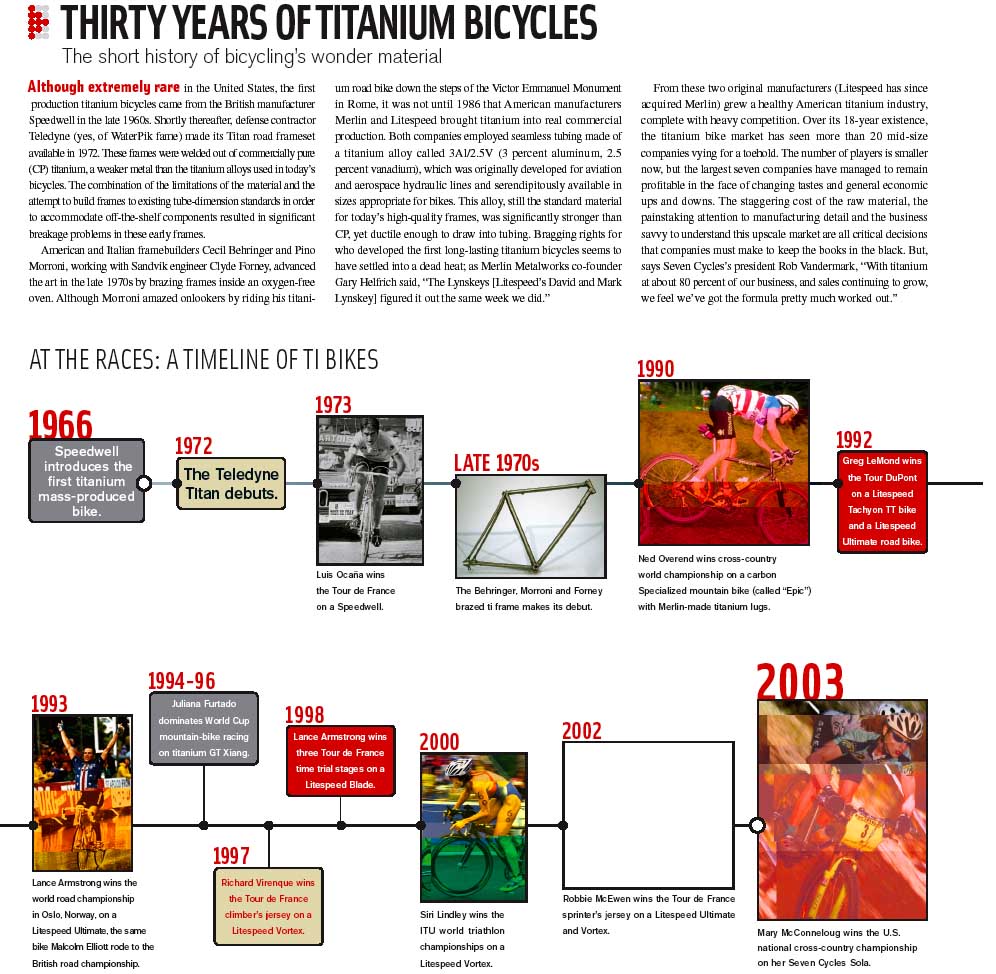 THIRTY YEARS OF TITANIUM BICYCLES
The short history of bicycling's wonder material
Although extremely rare in the United States, the first
production titanium bicycles came from the British manufacturer
Speedwell in the late 1960s. Shortly thereafter, defense contractor
Teledyne (yes, of WaterPik fame) made its Titan road frameset
available in 1972. These frames were welded out of commercially pure
(CP) titanium, a weaker metal than the titanium alloys used in today's
bicycles. The combination of the limitations of the material and the
attempt to build frames to existing tube-dimension standards in order
to accommodate off-the-shelf components resulted in significant
breakage problems in these early frames.
American and Italian framebuilders Cecil Behringer and Pino
Morroni, working with Sandvik engineer Clyde Forney, advanced
the art in the late 1970s by brazing frames inside an oxygen-free
oven. Although Morroni amazed onlookers by riding his titani-
um road bike down the steps of the Victor Emmanuel Monument
in Rome, it was not until 1986 that American manufacturers
Merlin and Litespeed brought titanium into real commercial
production. Both companies employed seamless tubing made of
a titanium alloy called 3Al/2.5V (3 percent aluminum, 2.5
percent vanadium), which was originally developed for aviation
and aerospace hydraulic lines and serendipitously available in
sizes appropriate for bikes. This alloy, still the standard material
for today's high-quality frames, was significantly stronger than
CP, yet ductile enough to draw into tubing. Bragging rights for
who developed the first long-lasting titanium bicycles seems to
have settled into a dead heat; as Merlin Metalworks co-founder
Gary Helfrich said, "The Lynskeys [Litespeed's David and Mark
Lynskey] figured it out the same week we did."
From these two original manufacturers (Litespeed has since
acquired Merlin) grew a healthy American titanium industry,
complete with heavy competition. Over its 18-year existence,
the titanium bike market has seen more than 20 mid-size
companies vying for a toehold. The number of players is smaller
now, but the largest seven companies have managed to remain
profitable in the face of changing tastes and general economic
ups and downs. The staggering cost of the raw material, the
painstaking attention to manufacturing detail and the business
savvy to understand this upscale market are all critical decisions
that companies must make to keep the books in the black. But,
says Seven Cycles's president Rob Vandermark, "With titanium
at about 80 percent of our business, and sales continuing to grow,
we feel we've got the formula pretty much worked out."
AT THE RACES: A TIMELINE OF TI BIKES
1966
Speedwell
introduces the
first titanium
mass-produced
bike.
1972
The Teledyne
Titan debuts.
1973
Luis Ocaña wins
the Tour de France
on a Speedwell.
LATE 1970s
The Behringer, Morroni and Forney
brazed ti frame makes its debut.
1990
Ned Overend wins cross-country
world championship on a carbon
Specialized mountain bike (called "Epic")
with Merlin-made titanium lugs.
1992
Greg LeMond wins
the Tour DuPont
on a Litespeed
Tachyon TT bike
and a Litespeed
Ultimate road bike.
1993
Lance Armstrong wins the
world road championship
in Oslo, Norway, on a
Litespeed Ultimate, the same
bike Malcolm Elliott rode to the
British road championship.
1994-96
Juliana Furtado
dominates World Cup
mountain-bike racing
on titanium GT Xiang.
1997
Richard Virenque wins
the Tour de France
climber's jersey on a
Litespeed Vortex.
1998
Lance Armstrong wins
three Tour de France
time trial stages on a
Litespeed Blade.
2000
Siri Lindley wins the
ITU world triathlon
championships on a
Litespeed Vortex.
2002
Robbie McEwen wins the Tour de France
sprinter's jersey on a Litespeed Ultimate
and Vortex.
2003
Mary McConneloug wins the U.S.
national cross-country championship
on her Seven Cycles Sola.